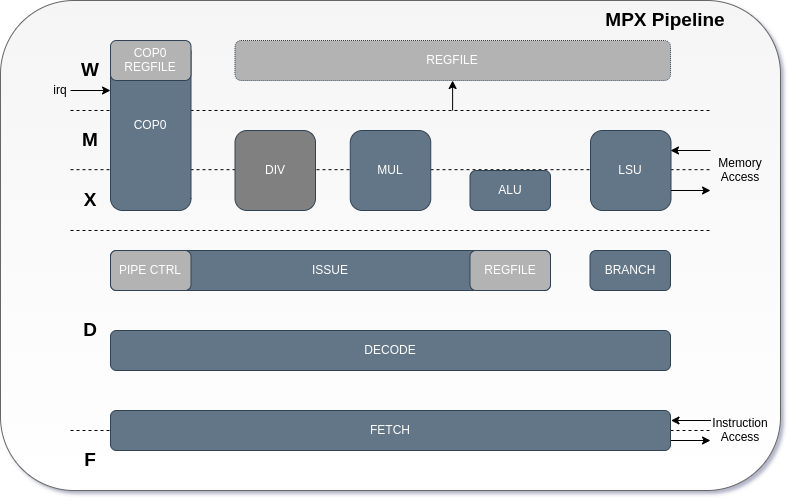 MPX Pipeline
W
COP0
REGFILE
REGFILE
irq
COP0
M
DIV
MUL
LSU
Memory
Access
X
ALU
PIPE CTRL
ISSUE
REGFILE
BRANCH
D
DECODE
FETCH
Instruction
Access
F